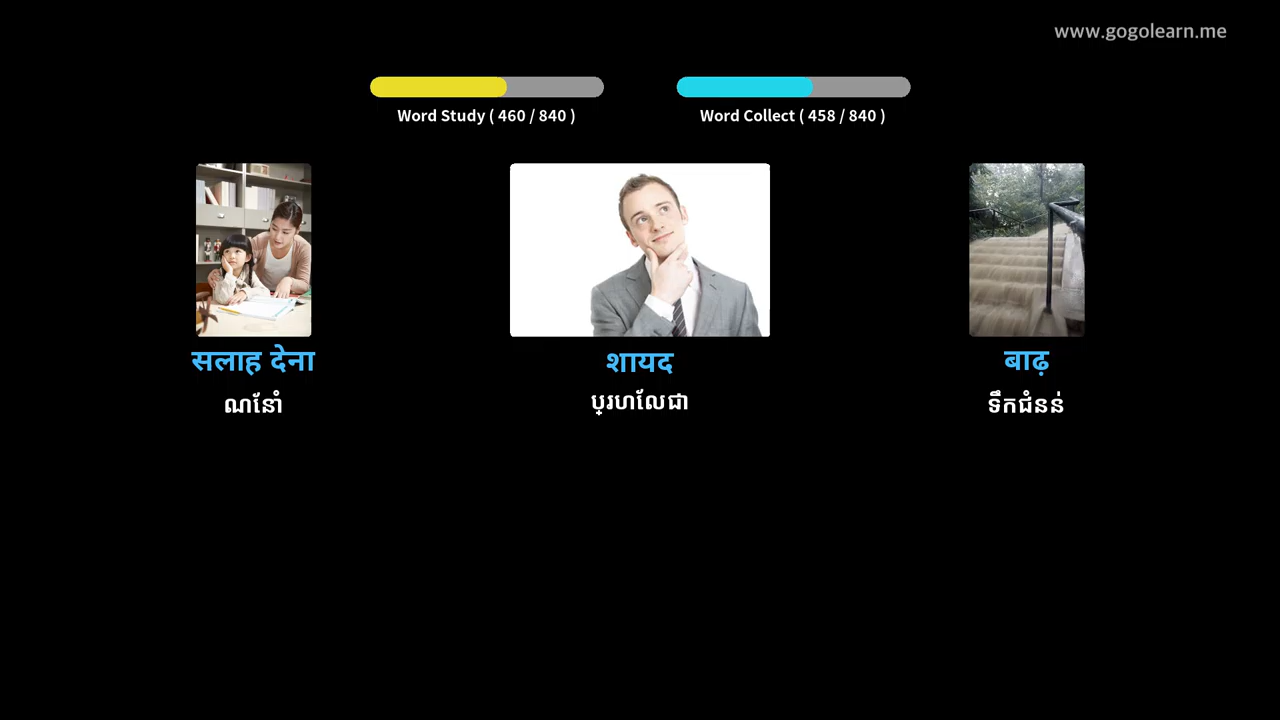 www.gogolearn.me
Word Study ( 460 / 840 )
Word Collect ( 458 / 840 )
सलाह देना
ណែនាំ
शायद
ប្រហែលជា
बाढ़
ទឹកជំនន់